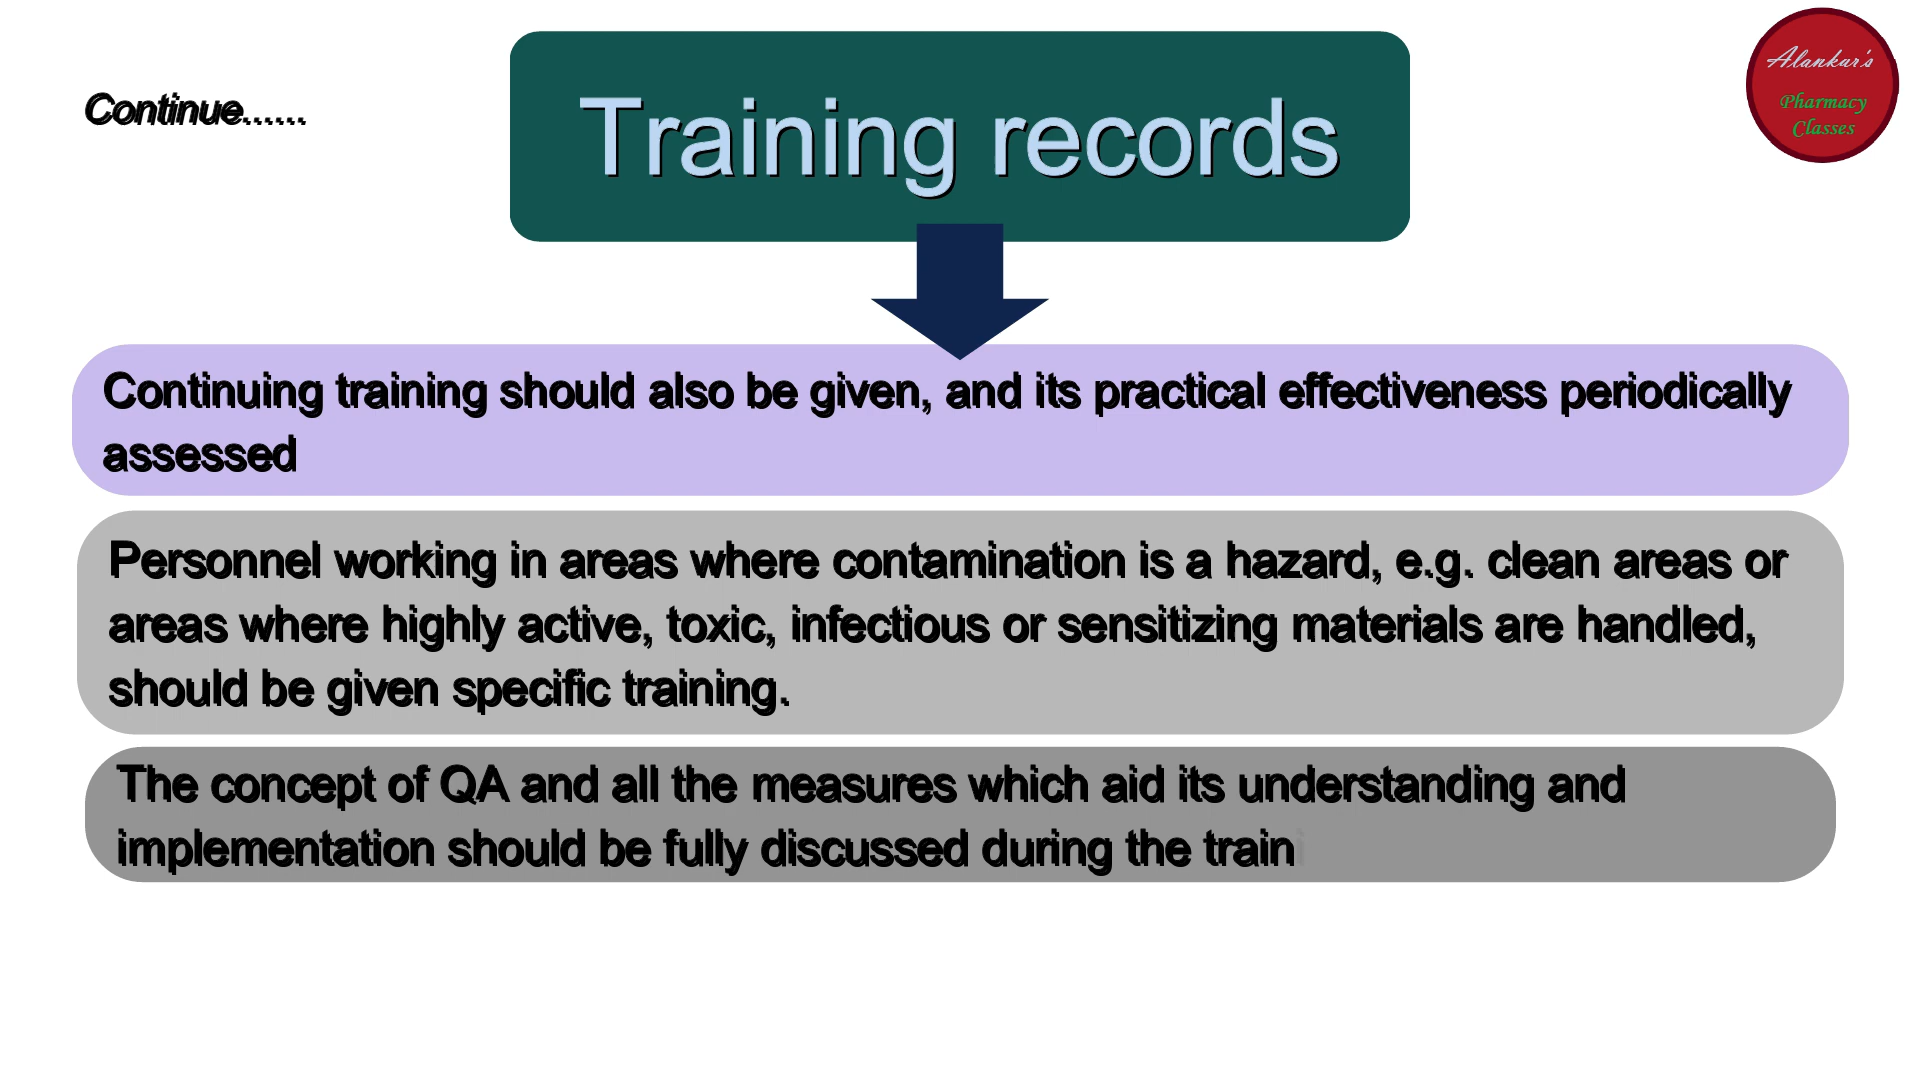 Continue......
Training records
Alankar's
Pharmacy
Classes
Continuing training should also be given, and its practical effectiveness periodically
assessed
Personnel working in areas where contamination is a hazard, e.g. clean areas or
areas where highly active, toxic, infectious or sensitizing materials are handled,
should be given specific training.
The concept of QA and all the measures which aid its understanding and
implementation should be fully discussed during the traini